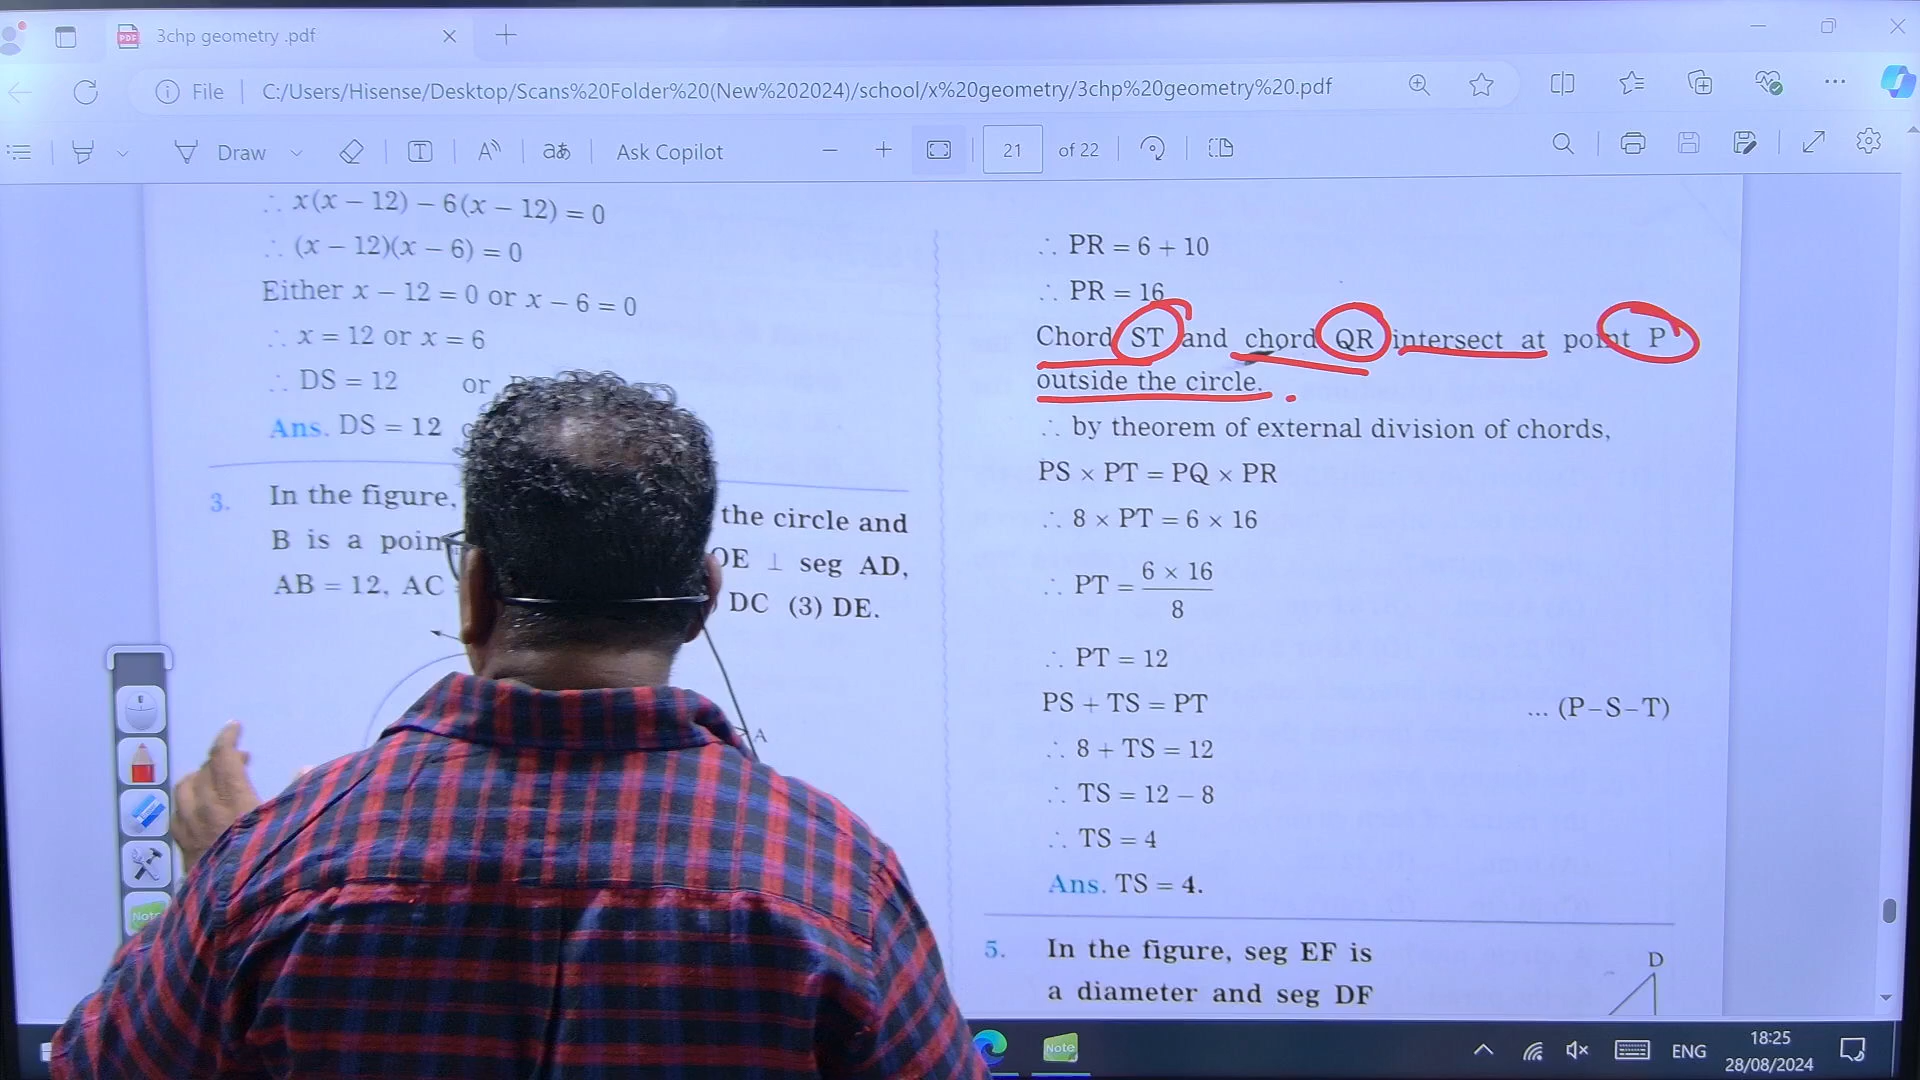 3chp geometry .pdf
File C:/Users/Hisense/Desktop/Scans%20Folder%20(New%202024)/school/x%20geometry/3chp%20geometry%20.pdf
Draw
T
aあ
Ask Copilot
21 of 22
∴ x(x − 12) − 6(x − 12) = 0
∴ (x − 12)(x − 6) = 0
Either x − 12 = 0 or x − 6 = 0
∴ x = 12 or x = 6
∴ DS = 12 or
Ans. DS = 12
3. In the figure, the circle and
B is a OE ⊥ seg AD,
AB = 12, AC DC (3) DE.
A
∴ PR = 6 + 10
∴ PR = 16
Chord ST and chord QR intersect at point P
outside the circle.
∴ by theorem of external division of chords,
PS × PT = PQ × PR
∴ 8 × PT = 6 × 16
∴ PT = 6 × 16 / 8
∴ PT = 12
PS + TS = PT ... (P–S–T)
∴ 8 + TS = 12
∴ TS = 12 − 8
∴ TS = 4
Ans. TS = 4.
5. In the figure, seg EF is
a diameter and seg DF
D
Note
Note
ENG
18:25
28/08/2024